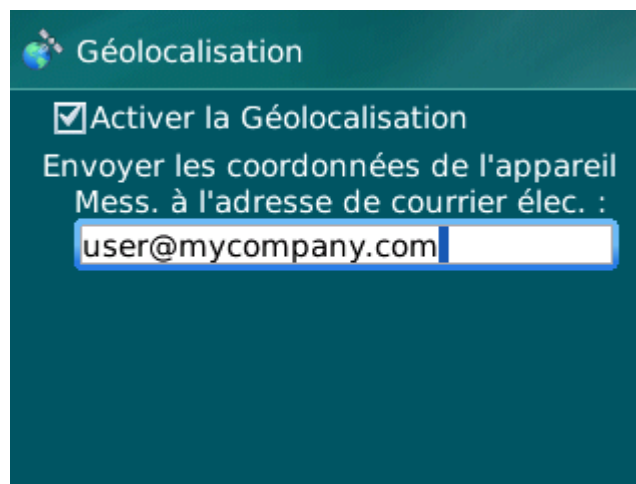 Géolocalisation
Activer la Géolocalisation
Envoyer les coordonnées de l'appareil
Mess. à l'adresse de courrier élec. :
user@mycompany.com